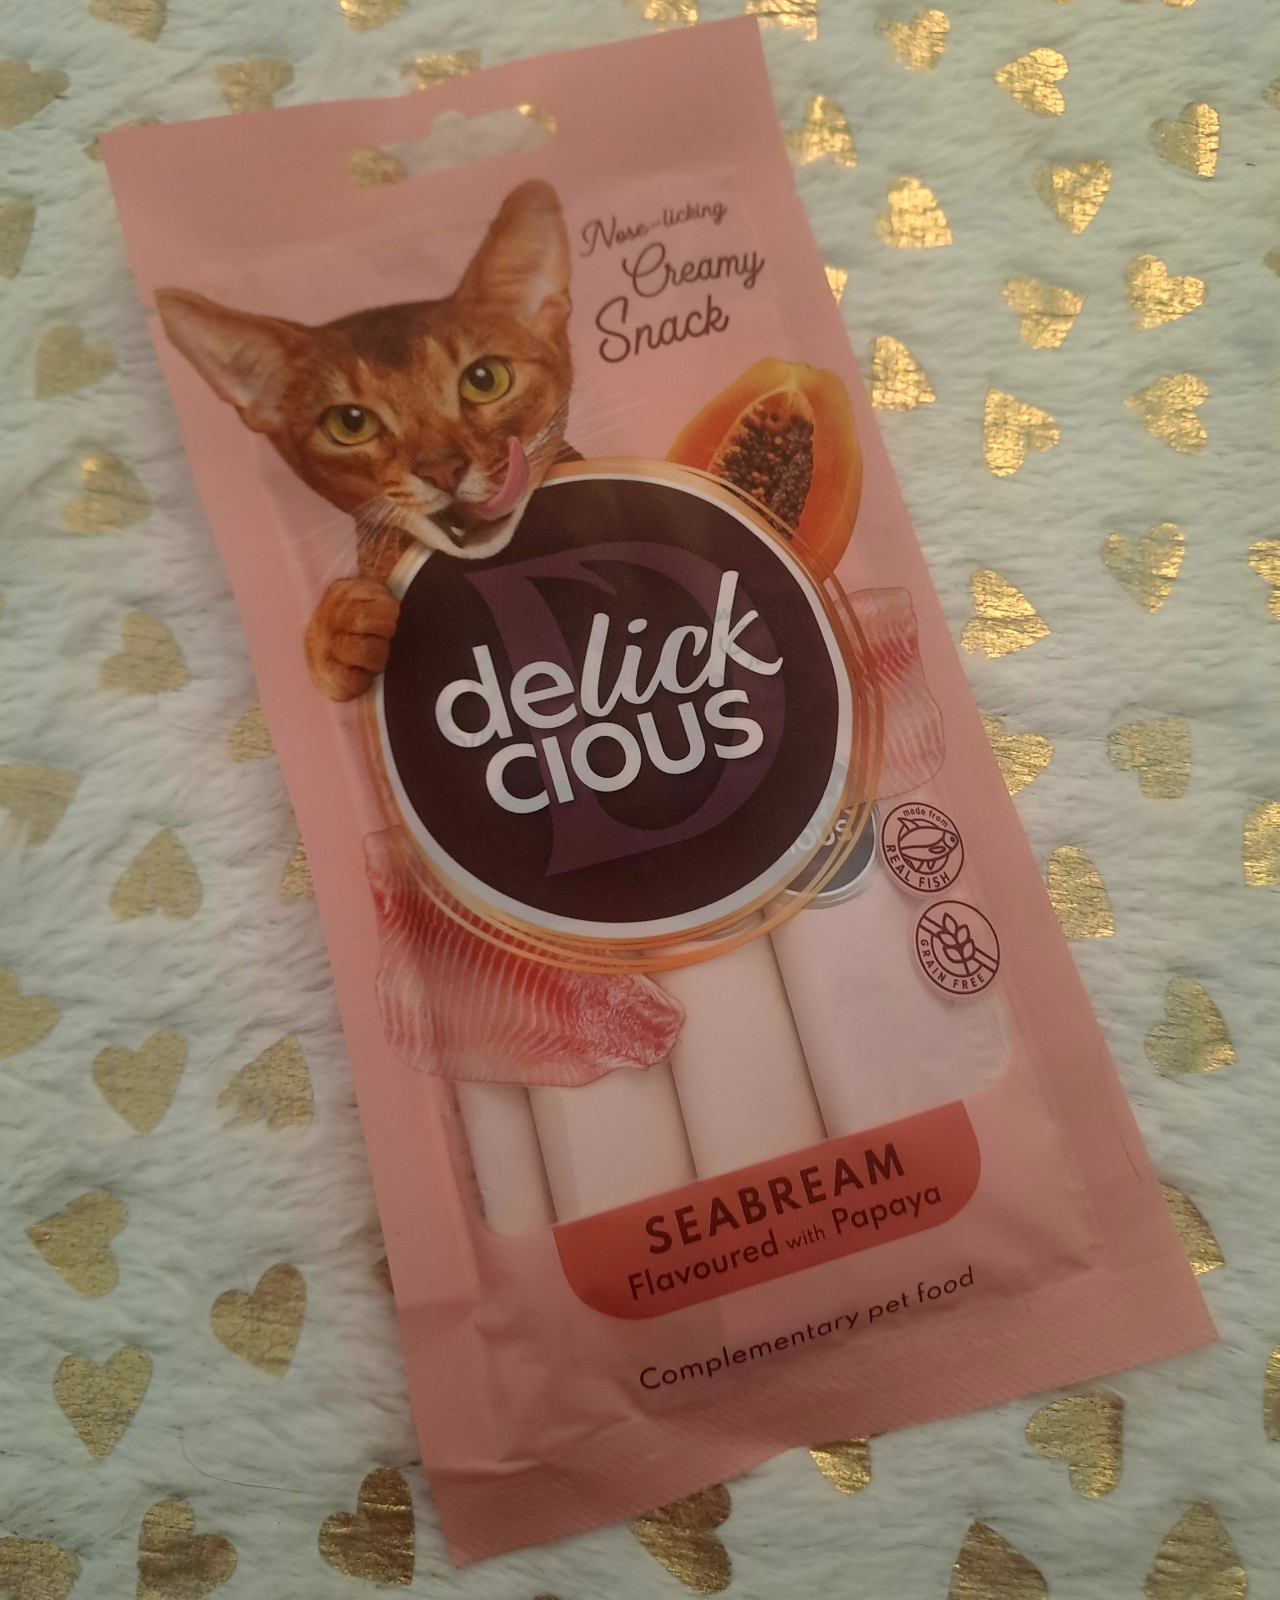 Nose-licking
Creamy
Snack
delick
cious
made from
REAL FISH
GRAIN FREE
SEABREAM
Flavoured with Papaya
Complementary pet food